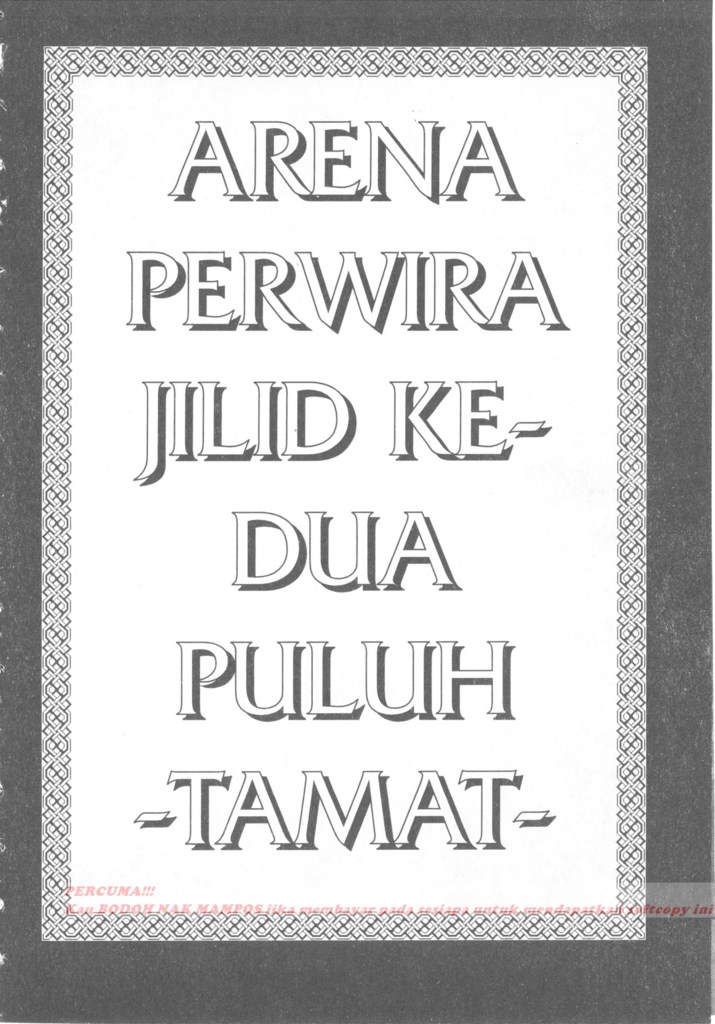 ARENA
PERWIRA
JILID KE-
DUA
PULUH
-TAMAT-
PERCUMA!!!
Kau BODOH NAK MAMPOS jika membayar pada sesiapa untuk mendapatkan softcopy ini